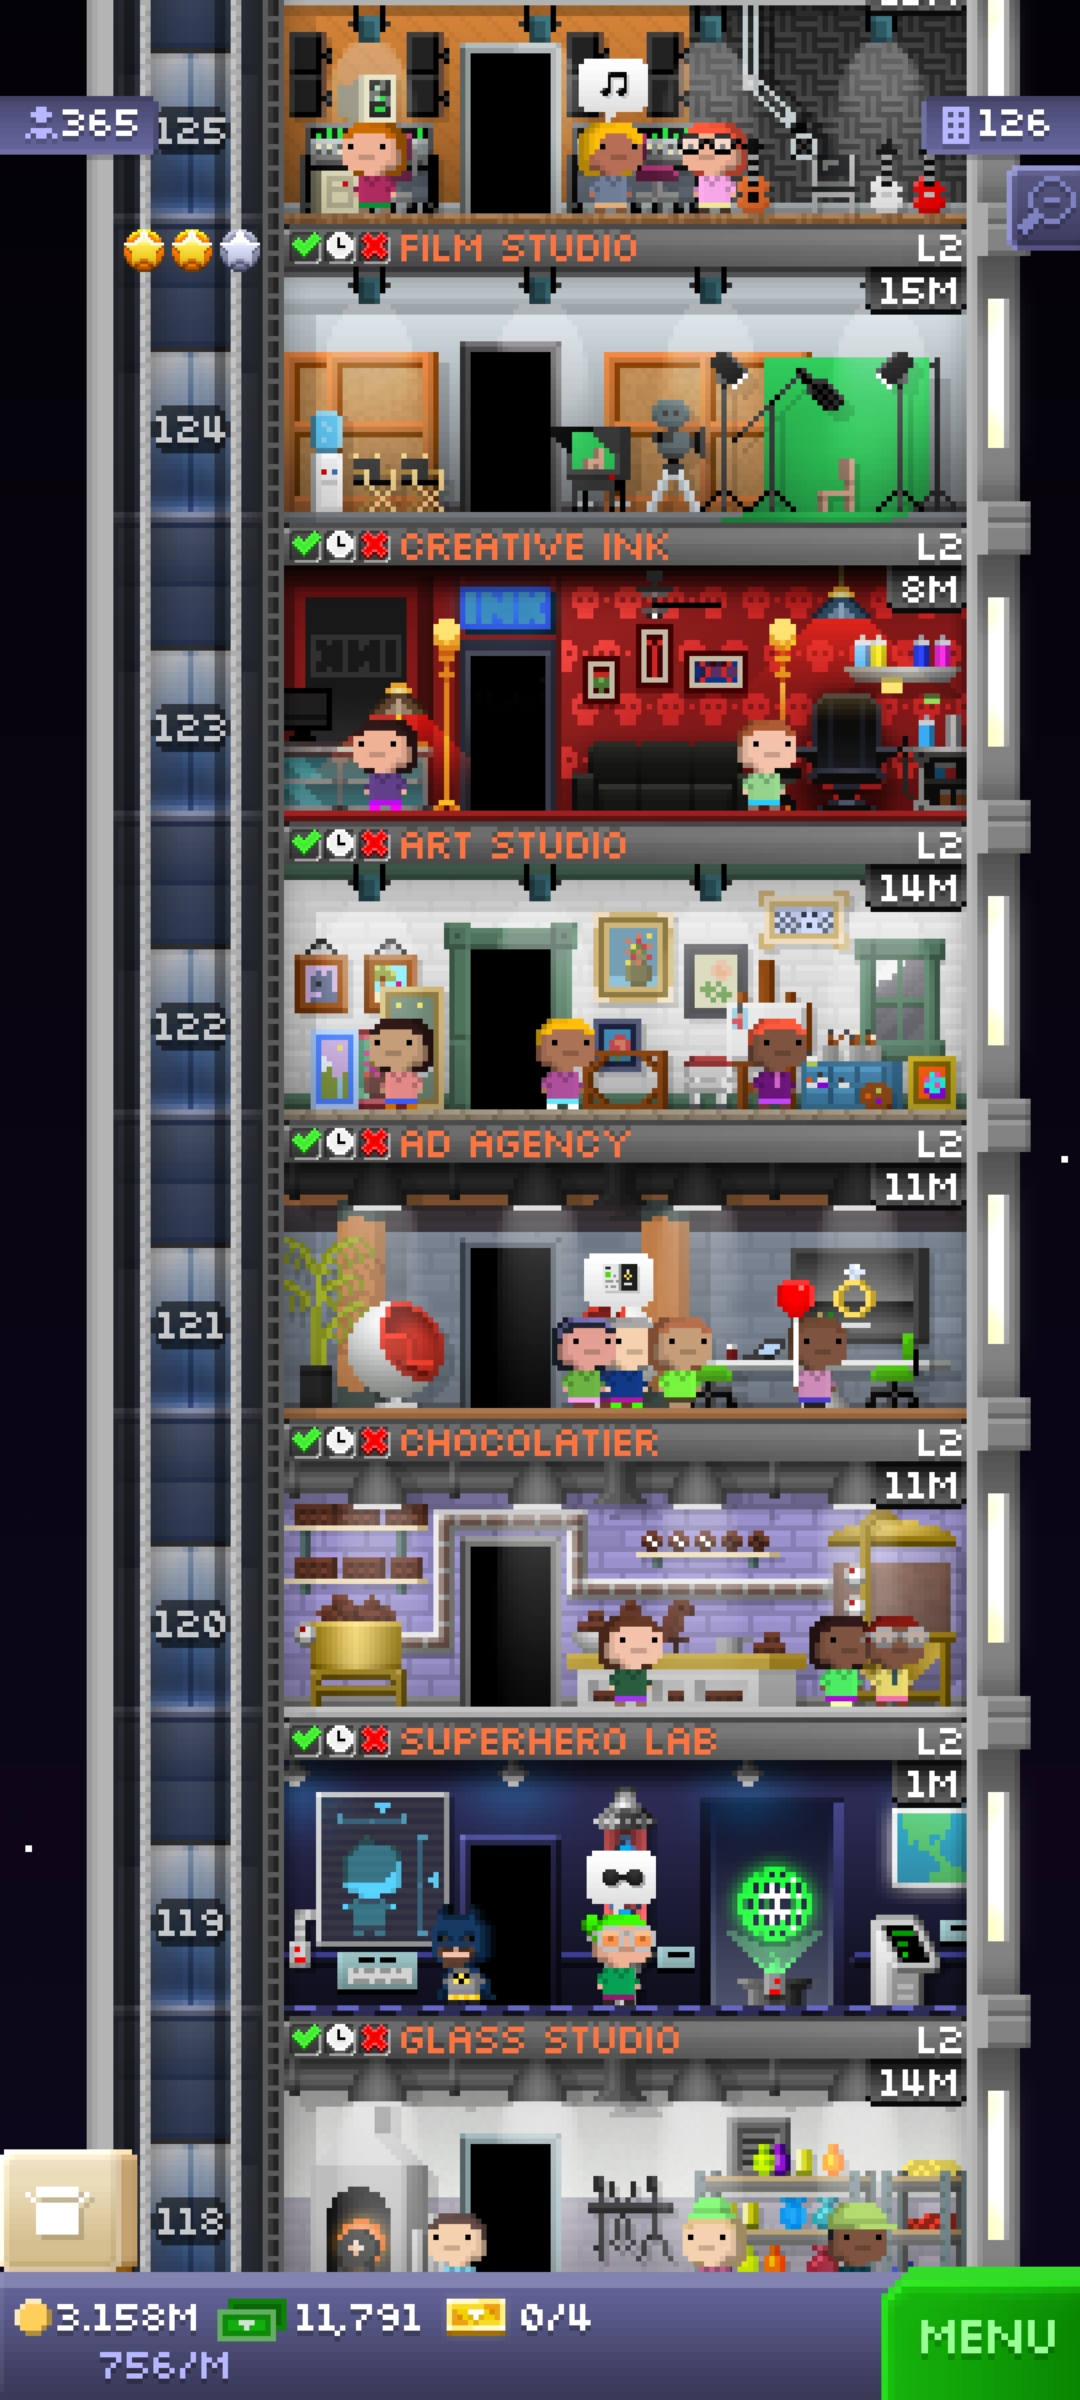 365
125
126
FILM STUDIO L2
15M
124
CREATIVE INK L2
8M
INK
123
ART STUDIO L2
14M
122
AD AGENCY L2
11M
121
CHOCOLATIER L2
11M
120
SUPERHERO LAB L2
1M
119
GLASS STUDIO L2
14M
118
3.158M 11,791 0/4
756/M
MENU